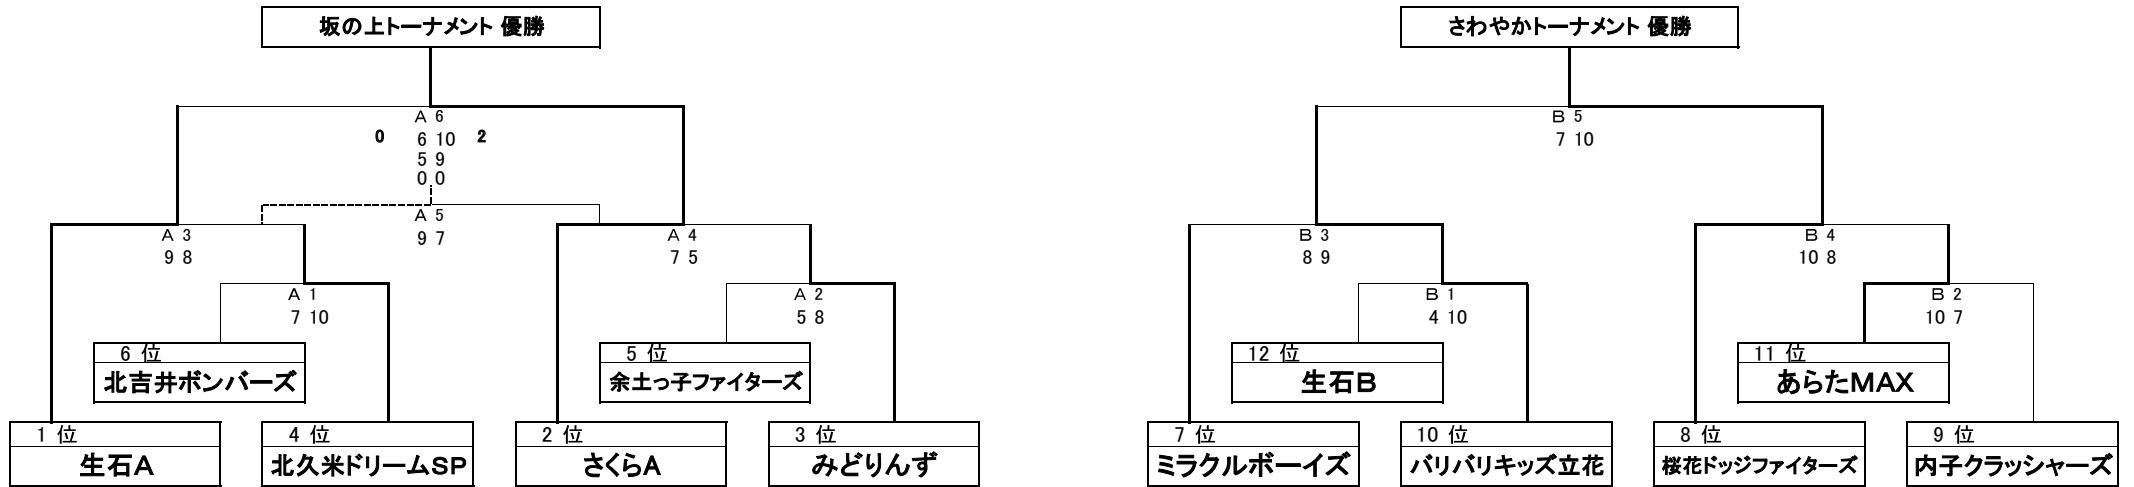 坂の上トーナメント 優勝
A 6
0 6 10 2
5 9
0 0
A 5
9 7
A 3
9 8
A 4
7 5
A 1
7 10
A 2
5 8
6 位
北吉井ボンバーズ
5 位
余土っ子ファイターズ
1 位
生石A
4 位
北久米ドリームSP
2 位
さくらA
3 位
みどりんず
さわやかトーナメント 優勝
B 5
7 10
B 3
8 9
B 4
10 8
B 1
4 10
B 2
10 7
12 位
生石B
11 位
あらたMAX
7 位
ミラクルボーイズ
10 位
バリバリキッズ立花
8 位
桜花ドッジファイターズ
9 位
内子クラッシャーズ